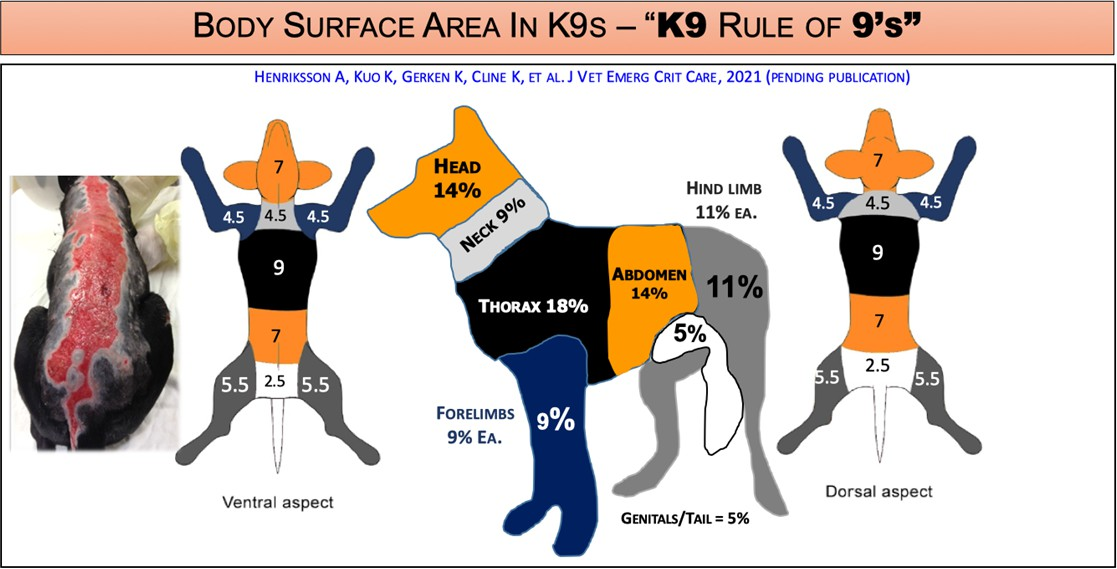 BODY SURFACE AREA IN K9S – “K9 RULE OF 9’S”
HENRIKSSON A, KUO K, GERKEN K, CLINE K, ET AL. J VET EMERG CRIT CARE, 2021 (PENDING PUBLICATION)
7
4.5
4.5
4.5
9
7
5.5
2.5
5.5
Ventral aspect
HEAD
14%
NECK 9%
THORAX 18%
ABDOMEN
14%
HIND LIMB
11% EA.
11%
5%
FORELIMBS
9% EA.
9%
GENITALS/TAIL = 5%
7
4.5
4.5
4.5
9
7
2.5
5.5
5.5
Dorsal aspect